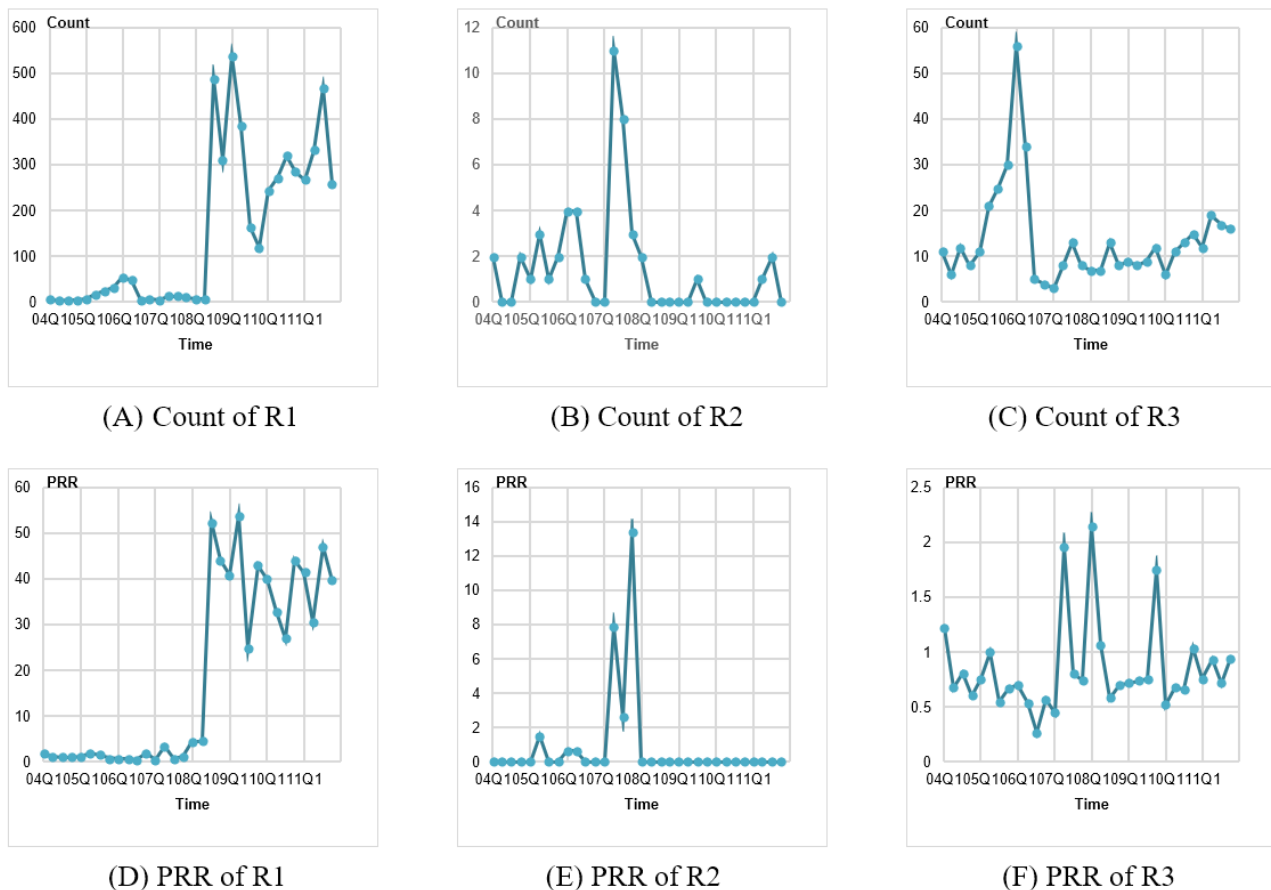 Count
600
500
400
300
200
100
0
04Q105Q106Q107Q108Q109Q110Q111Q1
Time
(A) Count of R1
Count
12
10
8
6
4
2
0
04Q105Q106Q107Q108Q109Q110Q111Q1
Time
(B) Count of R2
Count
60
50
40
30
20
10
0
04Q105Q106Q107Q108Q109Q110Q111Q1
Time
(C) Count of R3
PRR
60
50
40
30
20
10
0
04Q105Q106Q107Q108Q109Q110Q111Q1
Time
(D) PRR of R1
PRR
16
14
12
10
8
6
4
2
0
04Q105Q106Q107Q108Q109Q110Q111Q1
Time
(E) PRR of R2
PRR
2.5
2
1.5
1
0.5
0
04Q105Q106Q107Q108Q109Q110Q111Q1
Time
(F) PRR of R3